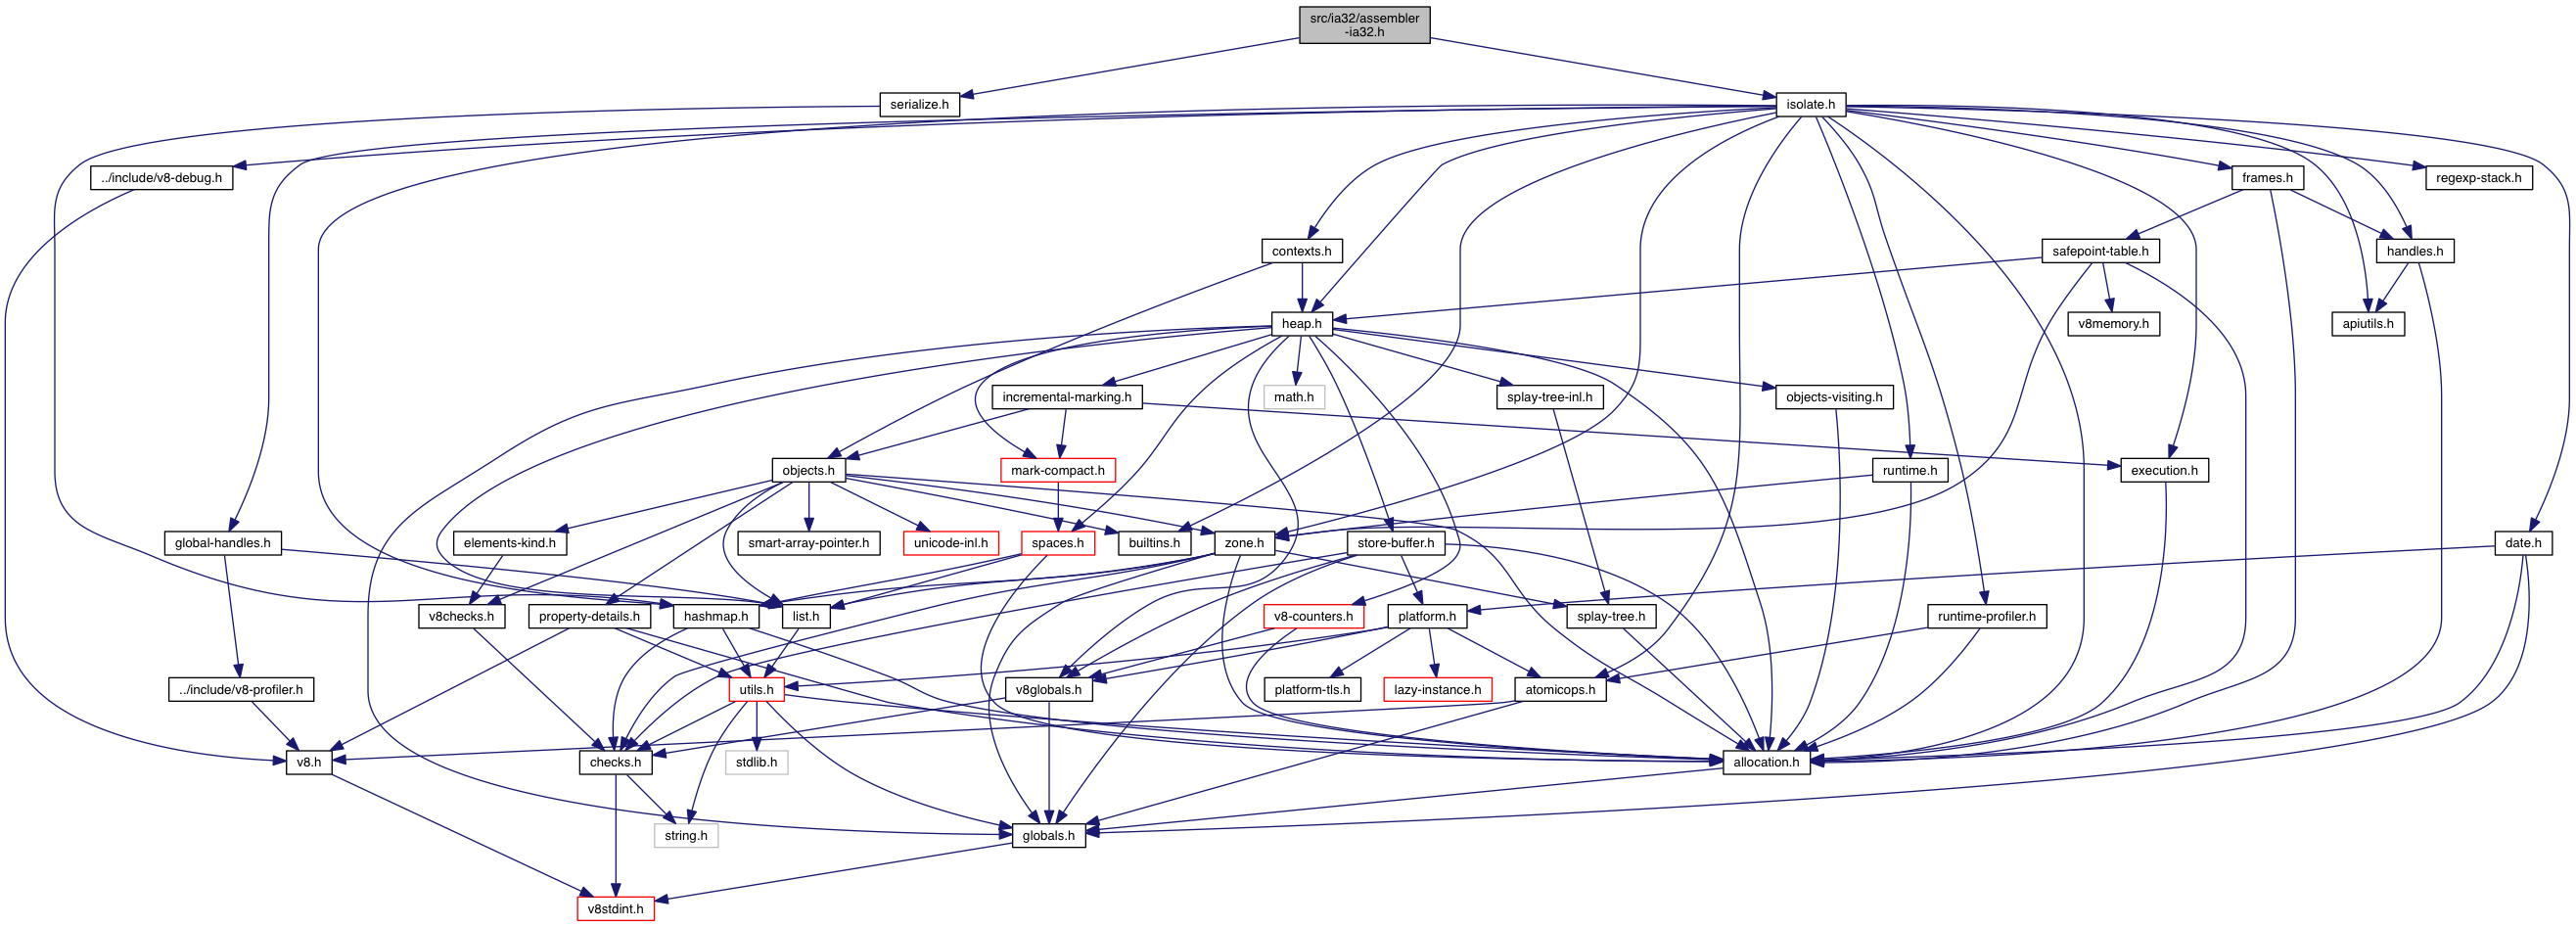 src/ia32/assembler
-ia32.h
serialize.h
isolate.h
../include/v8-debug.h
frames.h
regexp-stack.h
contexts.h
safepoint-table.h
handles.h
heap.h
v8memory.h
apiutils.h
incremental-marking.h
math.h
splay-tree-inl.h
objects-visiting.h
objects.h
mark-compact.h
runtime.h
execution.h
global-handles.h
elements-kind.h
smart-array-pointer.h
unicode-inl.h
spaces.h
builtins.h
zone.h
store-buffer.h
date.h
v8checks.h
property-details.h
hashmap.h
list.h
v8-counters.h
platform.h
splay-tree.h
runtime-profiler.h
../include/v8-profiler.h
utils.h
v8globals.h
platform-tls.h
lazy-instance.h
atomicops.h
v8.h
checks.h
stdlib.h
allocation.h
string.h
globals.h
v8stdint.h